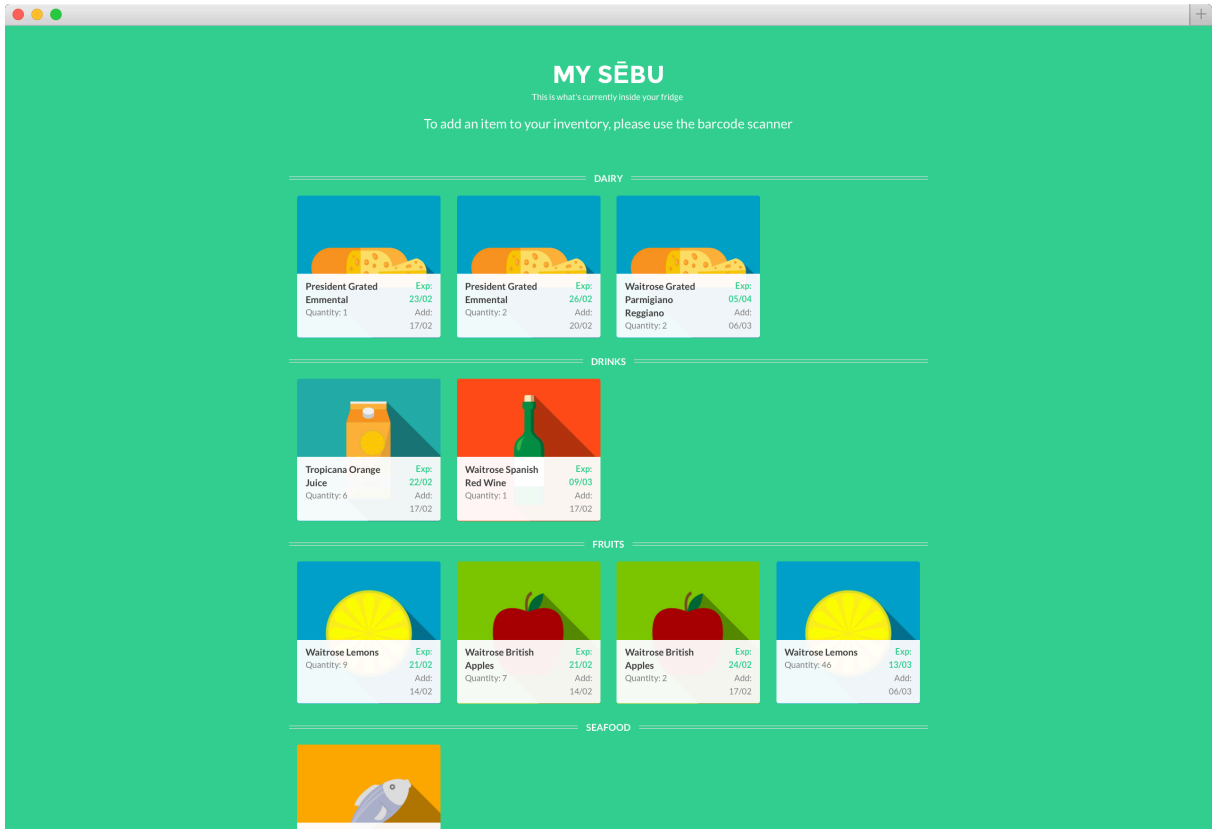 MY SĒBU
This is what's currently inside your fridge
To add an item to your inventory, please use the barcode scanner
DAIRY
President Grated
Emmental
Quantity: 1
Exp:
23/02
Add:
17/02
President Grated
Emmental
Quantity: 2
Exp:
26/02
Add:
20/02
Waitrose Grated
Parmigiano
Reggiano
Quantity: 2
Exp:
05/04
Add:
06/03
DRINKS
Tropicana Orange
Juice
Quantity: 6
Exp:
22/02
Add:
17/02
Waitrose Spanish
Red Wine
Quantity: 1
Exp:
09/03
Add:
17/02
FRUITS
Waitrose Lemons
Quantity: 9
Exp:
21/02
Add:
14/02
Waitrose British
Apples
Quantity: 7
Exp:
21/02
Add:
14/02
Waitrose British
Apples
Quantity: 2
Exp:
24/02
Add:
17/02
Waitrose Lemons
Quantity: 46
Exp:
13/03
Add:
06/03
SEAFOOD